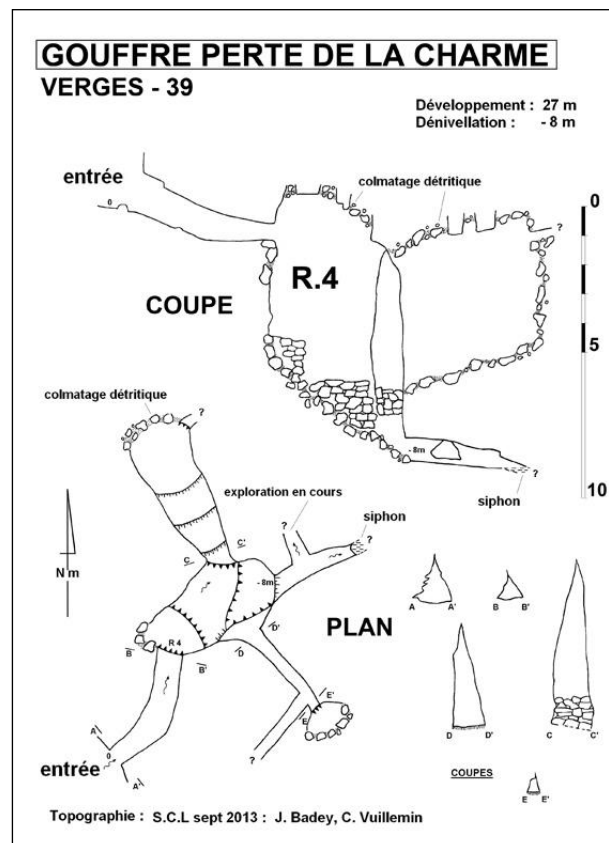 GOUFFRE PERTE DE LA CHARME
VERGES - 39
Développement : 27 m
Dénivellation : - 8 m
entrée
colmatage détritique
0
0
?
R.4
COUPE
5
colmatage détritique
?
- 8m
?
10
exploration en cours
siphon
siphon
?
?
N m
C
C'
- 8m
PLAN
A
A'
B
B'
R 4
B
B'
D
D'
E'
E
A
0
?
D
D'
C
C'
entrée
A'
COUPES
E
E'
Topographie : S.C.L sept 2013 : J. Badey, C. Vuillemin